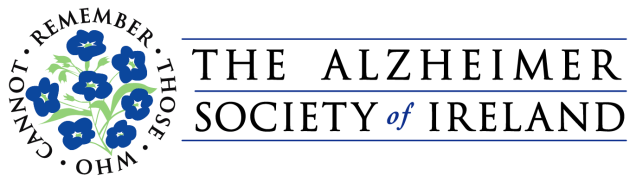 REMEMBER · THOSE · WHO · CANNOT ·
THE ALZHEIMER
SOCIETY of IRELAND